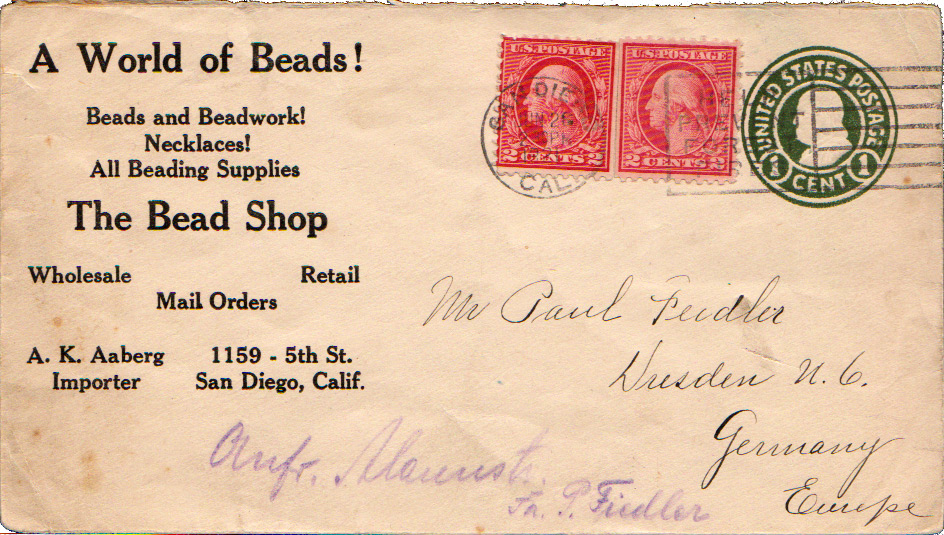 A World of Beads!
Beads and Beadwork!
Necklaces!
All Beading Supplies
The Bead Shop
Wholesale Retail
Mail Orders
A. K. Aaberg 1159 - 5th St.
Importer San Diego, Calif.
U.S. POSTAGE U.S. POSTAGE
2 CENTS 2 2 CENTS 2
CAL.
UNITED STATES POSTAGE
1 CENT 1
Mr Paul Fiedler
Dresden N. 6.
Germany
Europe
Anfr. Alaunstr.
Fa. P. Fiedler